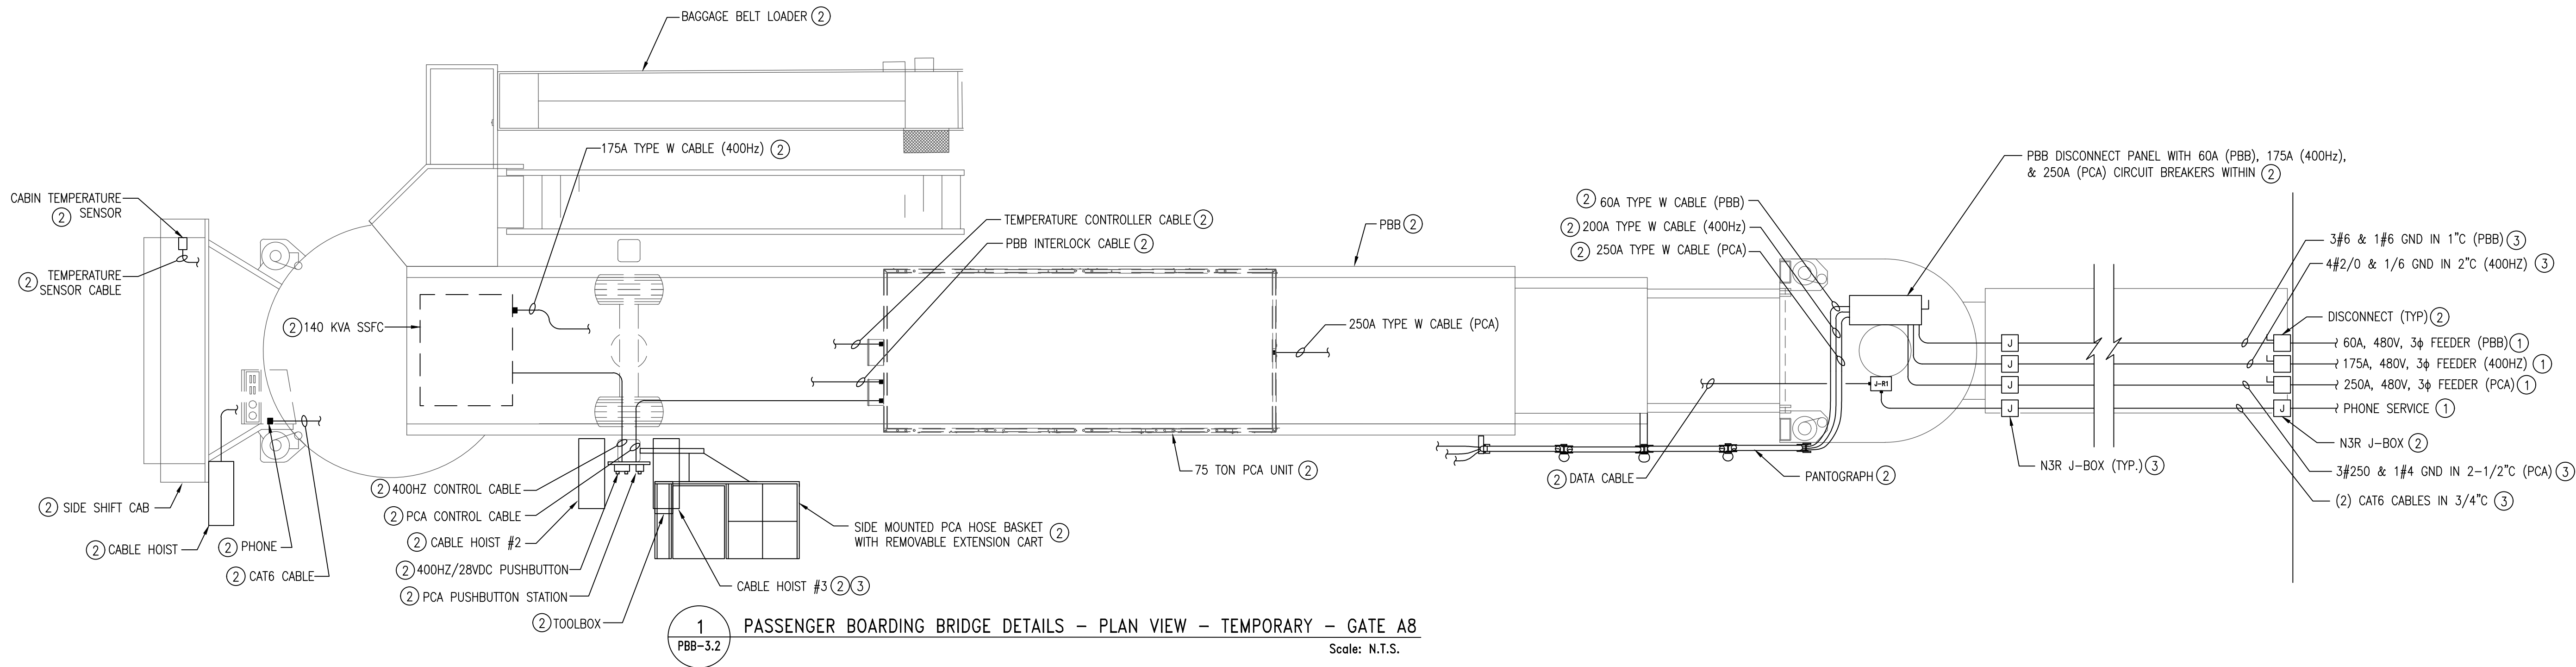 BAGGAGE BELT LOADER 2
175A TYPE W CABLE (400Hz) 2
CABIN TEMPERATURE
2 SENSOR
2 TEMPERATURE
SENSOR CABLE
2 140 KVA SSFC
TEMPERATURE CONTROLLER CABLE 2
PBB INTERLOCK CABLE 2
PBB 2
250A TYPE W CABLE (PCA)
2 60A TYPE W CABLE (PBB)
2 200A TYPE W CABLE (400Hz)
2 250A TYPE W CABLE (PCA)
PBB DISCONNECT PANEL WITH 60A (PBB), 175A (400Hz),
& 250A (PCA) CIRCUIT BREAKERS WITHIN 2
3#6 & 1#6 GND IN 1"C (PBB) 3
4#2/0 & 1/6 GND IN 2"C (400HZ) 3
DISCONNECT (TYP) 2
J
60A, 480V, 3ϕ FEEDER (PBB) 1
J
175A, 480V, 3ϕ FEEDER (400HZ) 1
J-R1
J
250A, 480V, 3ϕ FEEDER (PCA) 1
J
J
PHONE SERVICE 1
N3R J-BOX 2
N3R J-BOX (TYP.) 3
3#250 & 1#4 GND IN 2-1/2"C (PCA) 3
(2) CAT6 CABLES IN 3/4"C 3
2 DATA CABLE
PANTOGRAPH 2
75 TON PCA UNIT 2
2 SIDE SHIFT CAB
2 CABLE HOIST
2 PHONE
2 CAT6 CABLE
2 400HZ CONTROL CABLE
2 PCA CONTROL CABLE
2 CABLE HOIST #2
2 400HZ/28VDC PUSHBUTTON
2 PCA PUSHBUTTON STATION
2 TOOLBOX
SIDE MOUNTED PCA HOSE BASKET 2
WITH REMOVABLE EXTENSION CART
CABLE HOIST #3 2 3
1
PBB-3.2
PASSENGER BOARDING BRIDGE DETAILS - PLAN VIEW - TEMPORARY - GATE A8
Scale: N.T.S.